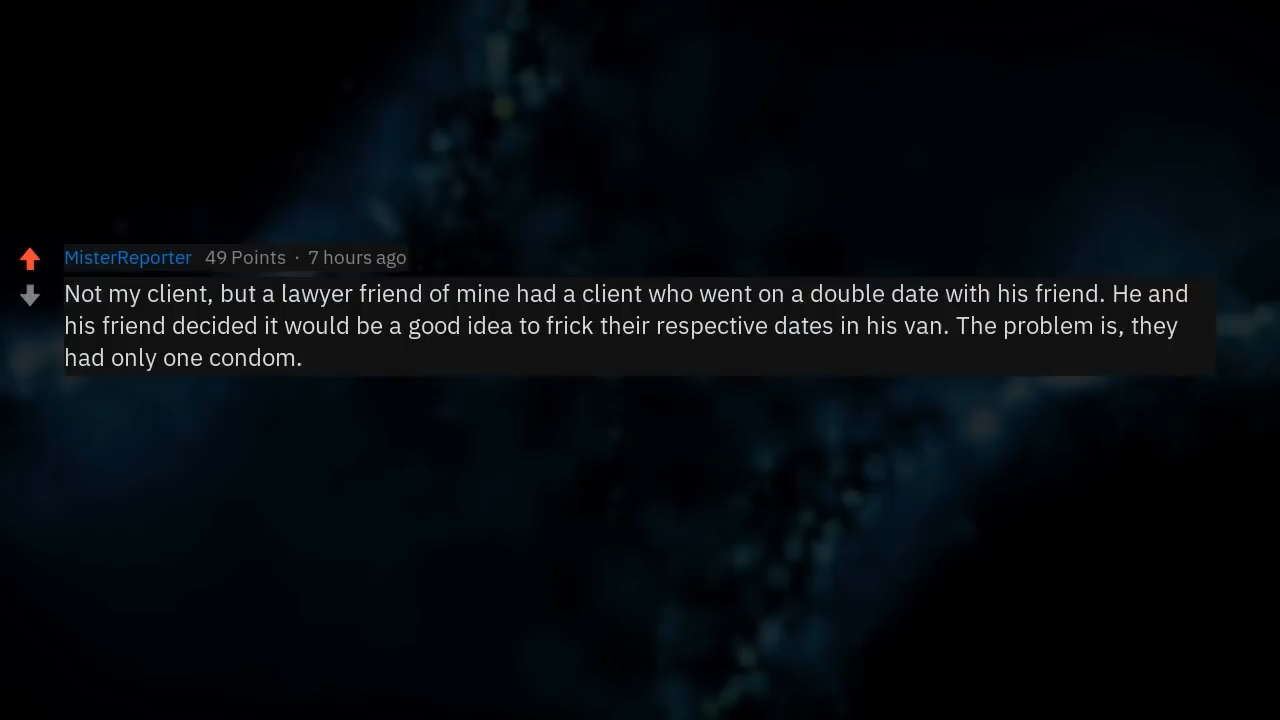 MisterReporter 49 Points · 7 hours ago
Not my client, but a lawyer friend of mine had a client who went on a double date with his friend. He and
his friend decided it would be a good idea to frick their respective dates in his van. The problem is, they
had only one condom.